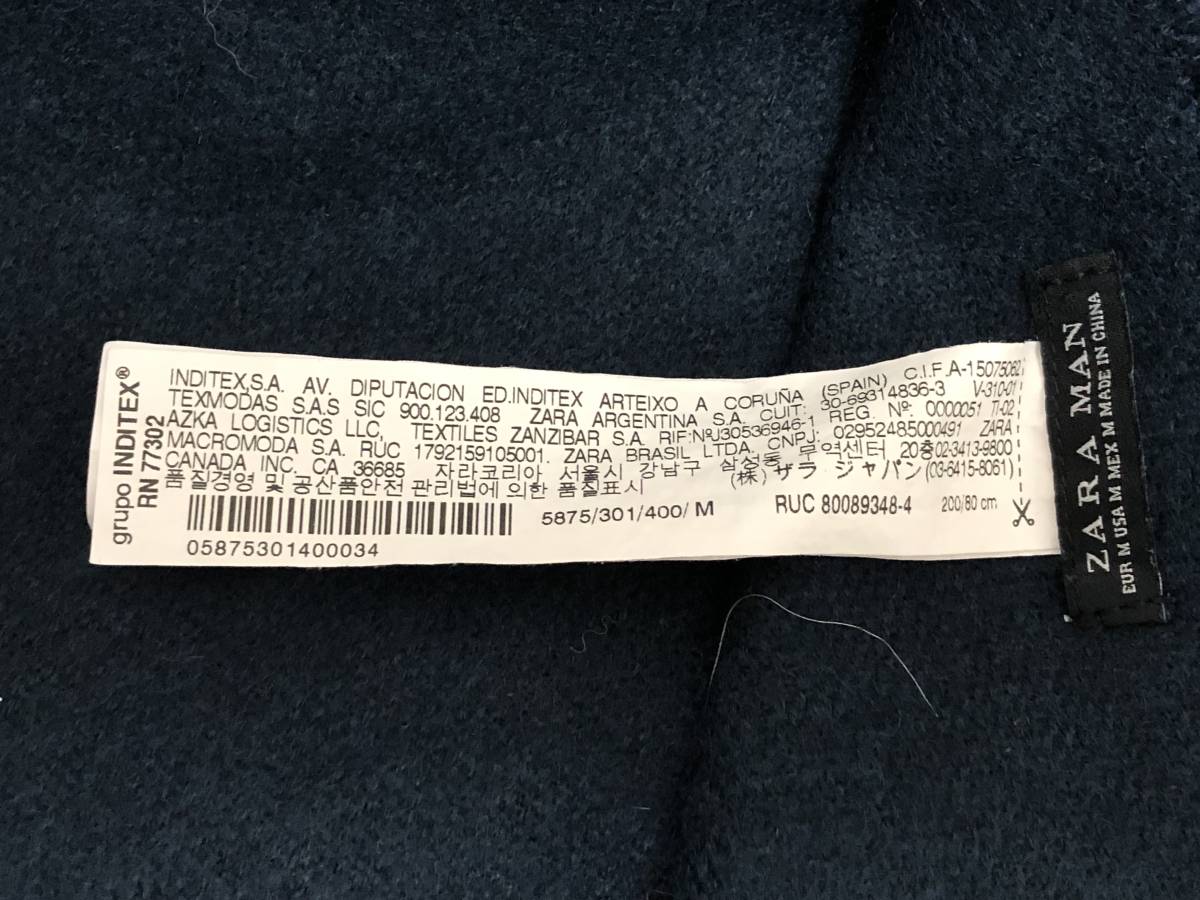 grupo INDITEX®
RN 77302
INDITEX,S.A. AV. DIPUTACION ED.INDITEX ARTEIXO A CORUÑA (SPAIN) C.I.F.A-15075062
TEXMODAS S.A.S SIC 900.123.408 ZARA ARGENTINA S.A. CUIT: 30-69314836-3 V-310-01
AZKA LOGISTICS LLC, TEXTILES ZANZIBAR S.A. RIF:NºJ30536946-1 REG. Nº. 0000051 TI-02
MACROMODA S.A. RUC 1792159105001. ZARA BRASIL LTDA. CNPJ: 02952485000491 ZARA
CANADA INC. CA 36685 자라코리아, 서울시 강남구 삼성동 무역센터 20층 02-3413-9800
품질경영 및 공산품안전 관리법에 의한 품질표시 (株) ザラ ジャパン (03-6415-8061)
5875/301/400/ M RUC 80089348-4 200/80 cm
05875301400034
ZARA MAN
EUR M USA M MEX M MADE IN CHINA